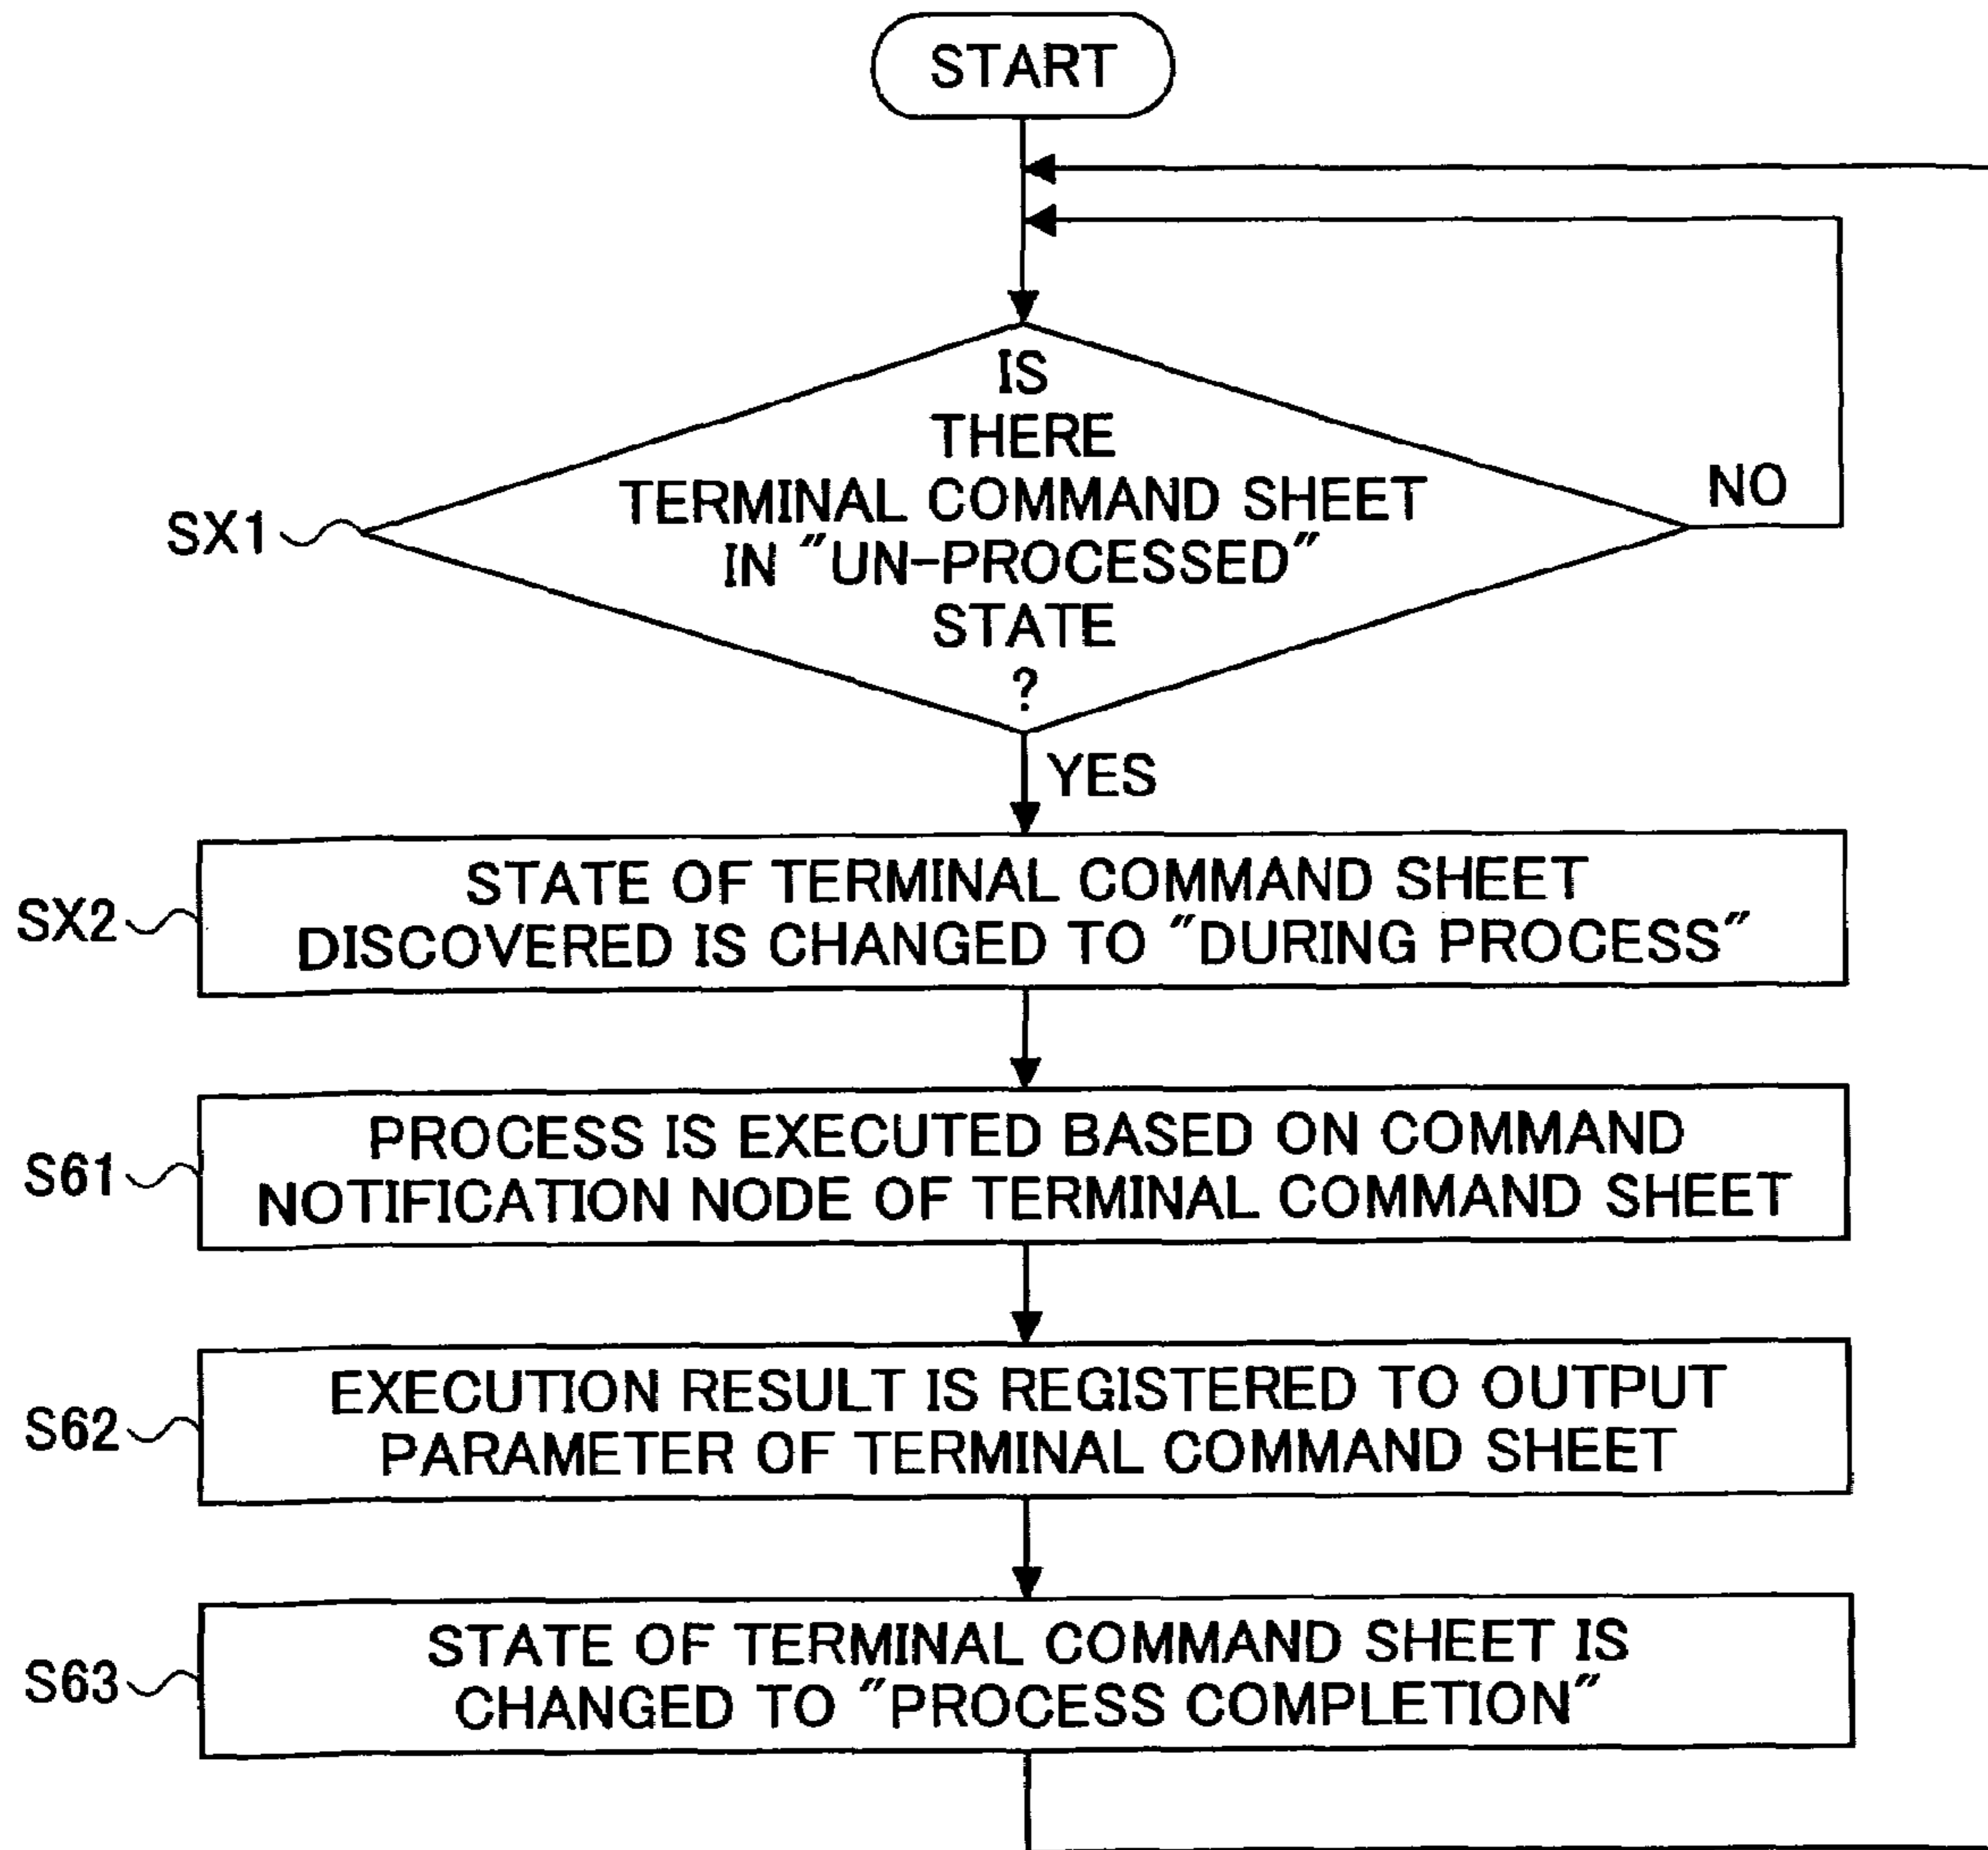 START
IS
THERE
TERMINAL COMMAND SHEET
IN "UN-PROCESSED"
STATE
?
NO
SX1
YES
STATE OF TERMINAL COMMAND SHEET
DISCOVERED IS CHANGED TO "DURING PROCESS"
SX2
PROCESS IS EXECUTED BASED ON COMMAND
NOTIFICATION NODE OF TERMINAL COMMAND SHEET
S61
EXECUTION RESULT IS REGISTERED TO OUTPUT
PARAMETER OF TERMINAL COMMAND SHEET
S62
STATE OF TERMINAL COMMAND SHEET IS
CHANGED TO "PROCESS COMPLETION"
S63